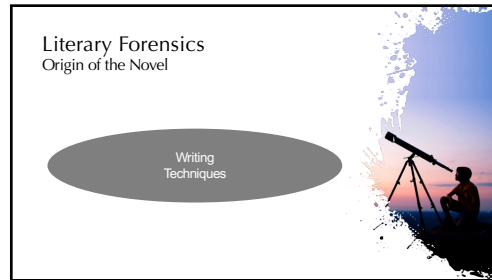 Literary Forensics
Origin of the Novel
Writing
Techniques